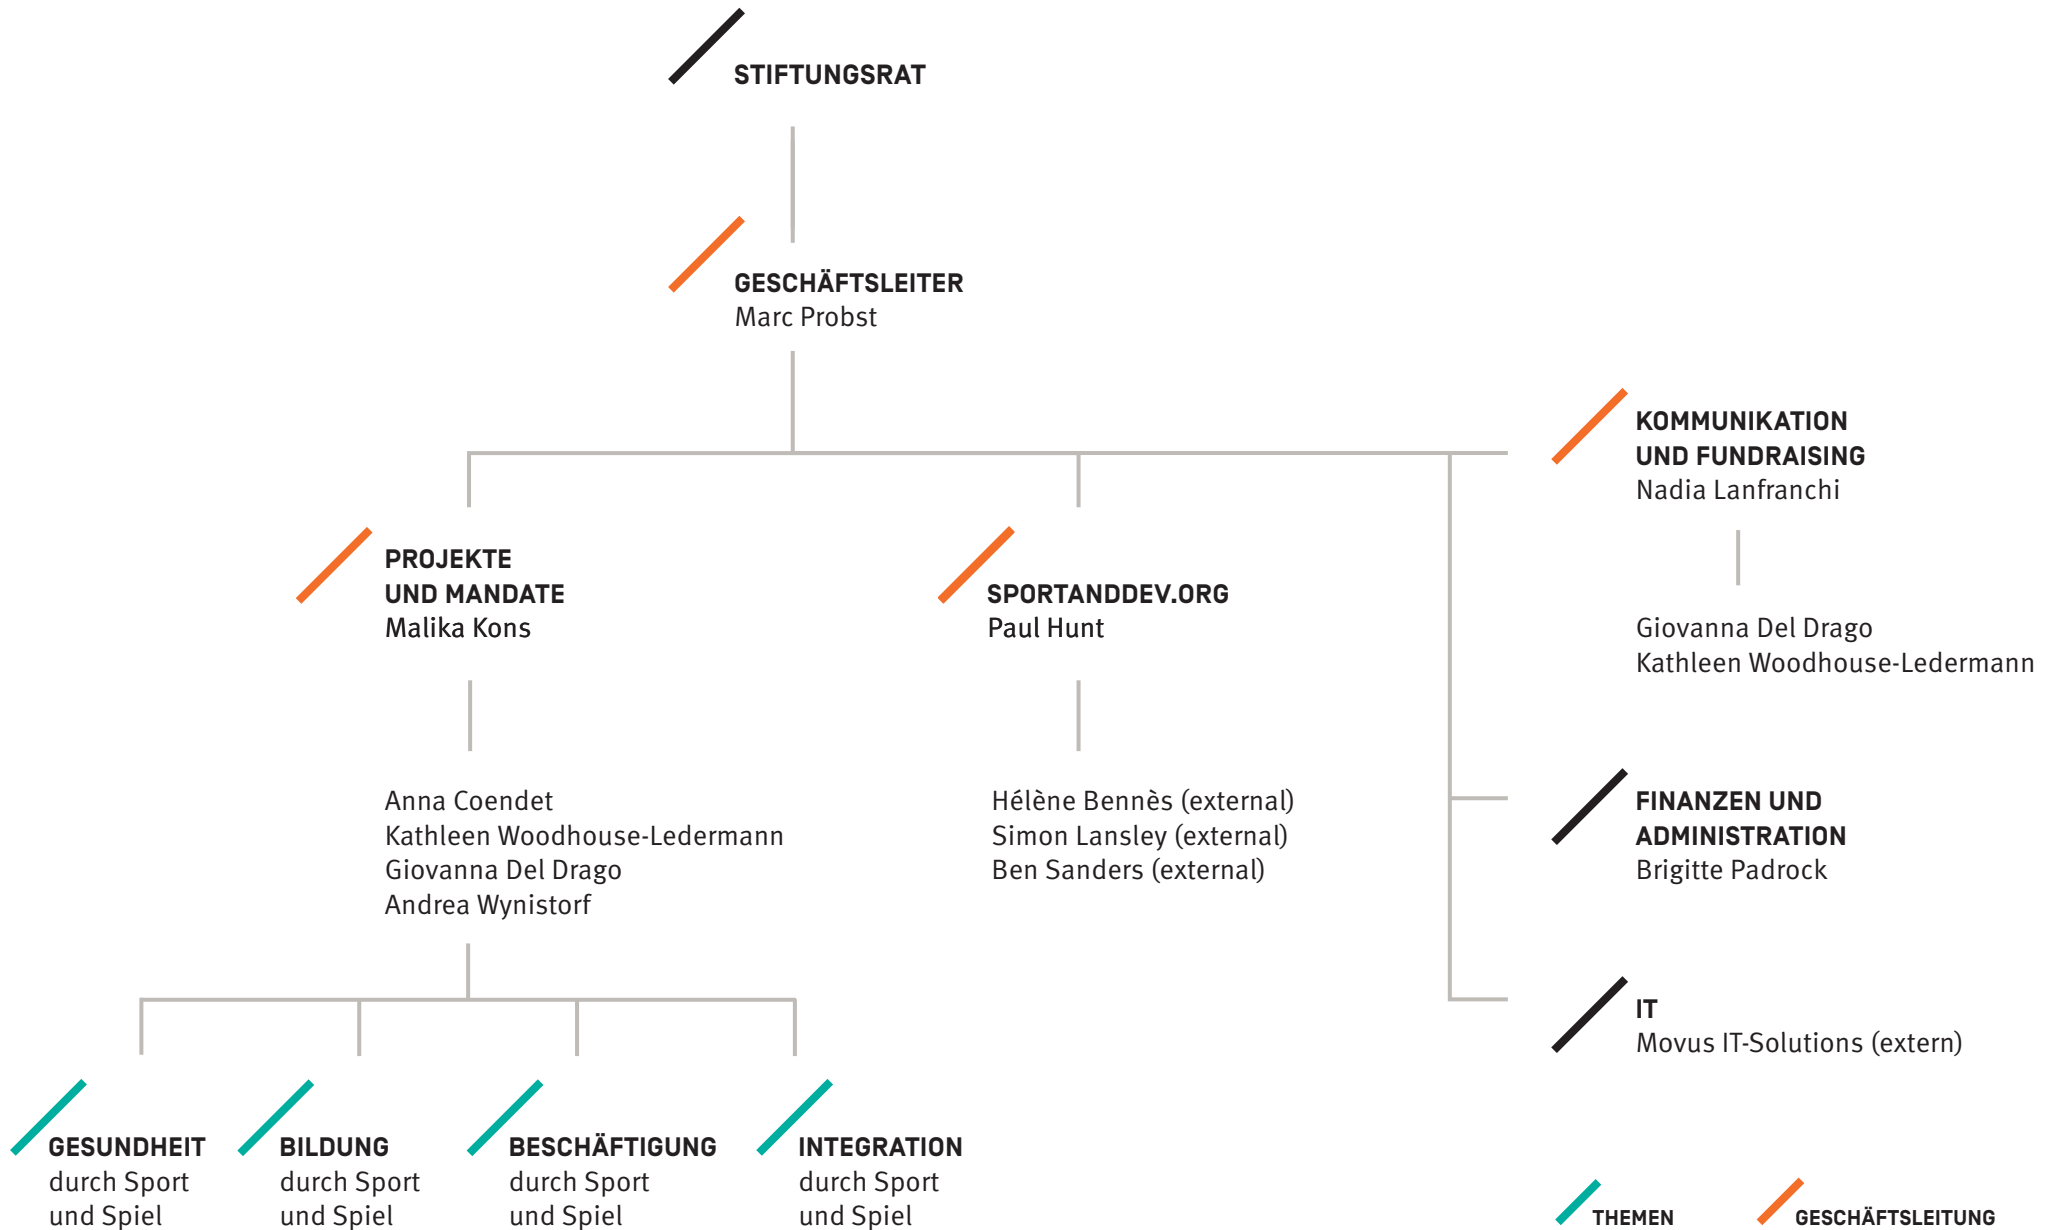 STIFTUNGSRAT
GESCHÄFTSLEITER
Marc Probst
KOMMUNIKATION
UND FUNDRAISING
Nadia Lanfranchi
Giovanna Del Drago
Kathleen Woodhouse-Ledermann
PROJEKTE
UND MANDATE
Malika Kons
SPORTANDDEV.ORG
Paul Hunt
Anna Coendet
Kathleen Woodhouse-Ledermann
Giovanna Del Drago
Andrea Wynistorf
Hélène Bennès (external)
Simon Lansley (external)
Ben Sanders (external)
FINANZEN UND
ADMINISTRATION
Brigitte Padrock
IT
Movus IT-Solutions (extern)
GESUNDHEIT
durch Sport
und Spiel
BILDUNG
durch Sport
und Spiel
BESCHÄFTIGUNG
durch Sport
und Spiel
INTEGRATION
durch Sport
und Spiel
THEMEN
GESCHÄFTSLEITUNG